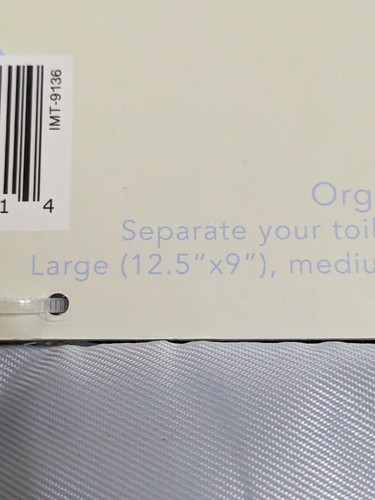 IMT-9136
1 4
Org
Separate your toil
Large (12.5"x9"), mediu